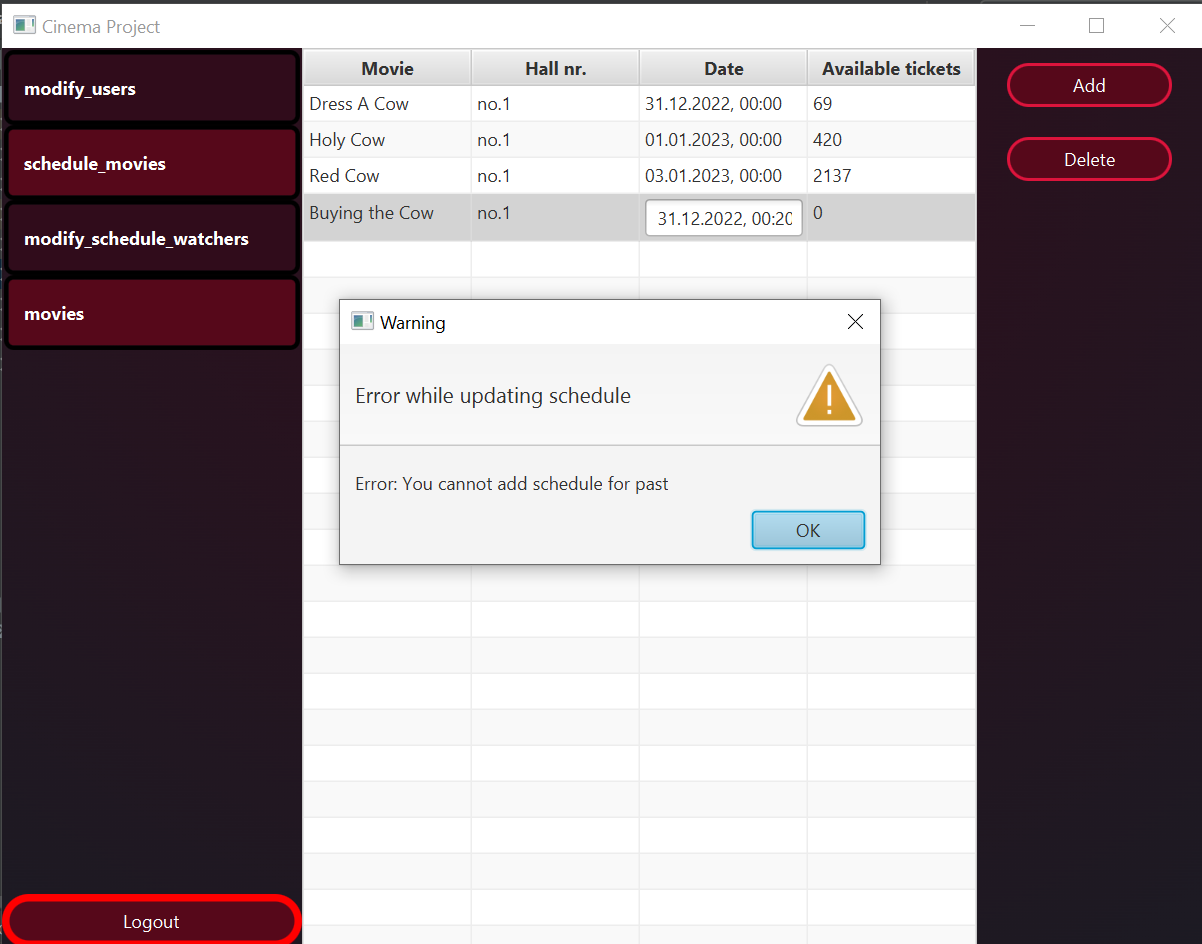 Cinema Project
modify_users
schedule_movies
modify_schedule_watchers
movies
Logout
Movie Hall nr. Date Available tickets
Dress A Cow no.1 31.12.2022, 00:00 69
Holy Cow no.1 01.01.2023, 00:00 420
Red Cow no.1 03.01.2023, 00:00 2137
Buying the Cow no.1 31.12.2022, 00:20 0
Warning
Error while updating schedule
Error: You cannot add schedule for past
OK
Add
Delete